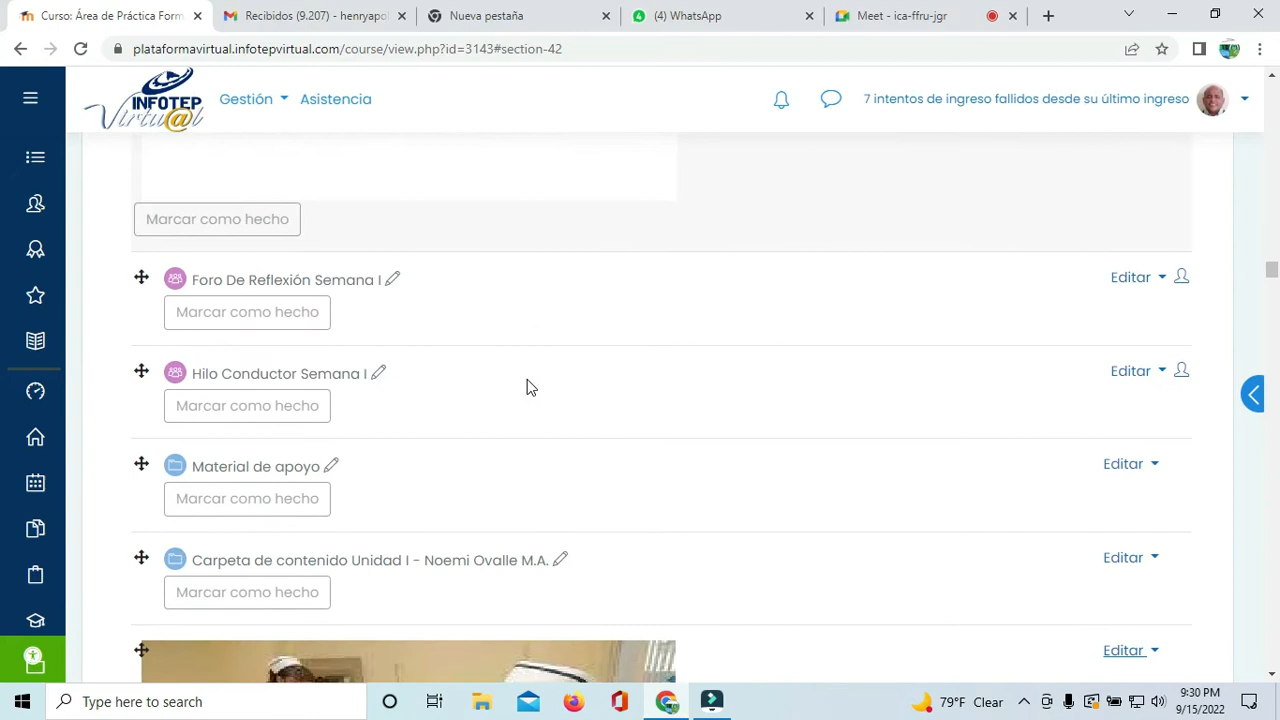 Curso: Área de Práctica Form
Recibidos (9.207) - henryapol
Nueva pestaña
(4) WhatsApp
Meet - ica-ffru-jgr
plataformavirtual.infotepvirtual.com/course/view.php?id=3143#section-42
INFOTEP
Virtu@l
Gestión
Asistencia
7 intentos de ingreso fallidos desde su último ingreso
Marcar como hecho
Foro De Reflexión Semana I
Editar
Marcar como hecho
Hilo Conductor Semana I
Editar
Marcar como hecho
Material de apoyo
Editar
Marcar como hecho
Carpeta de contenido Unidad I - Noemi Ovalle M.A.
Editar
Marcar como hecho
Editar
Type here to search
79°F Clear
9:30 PM
9/15/2022